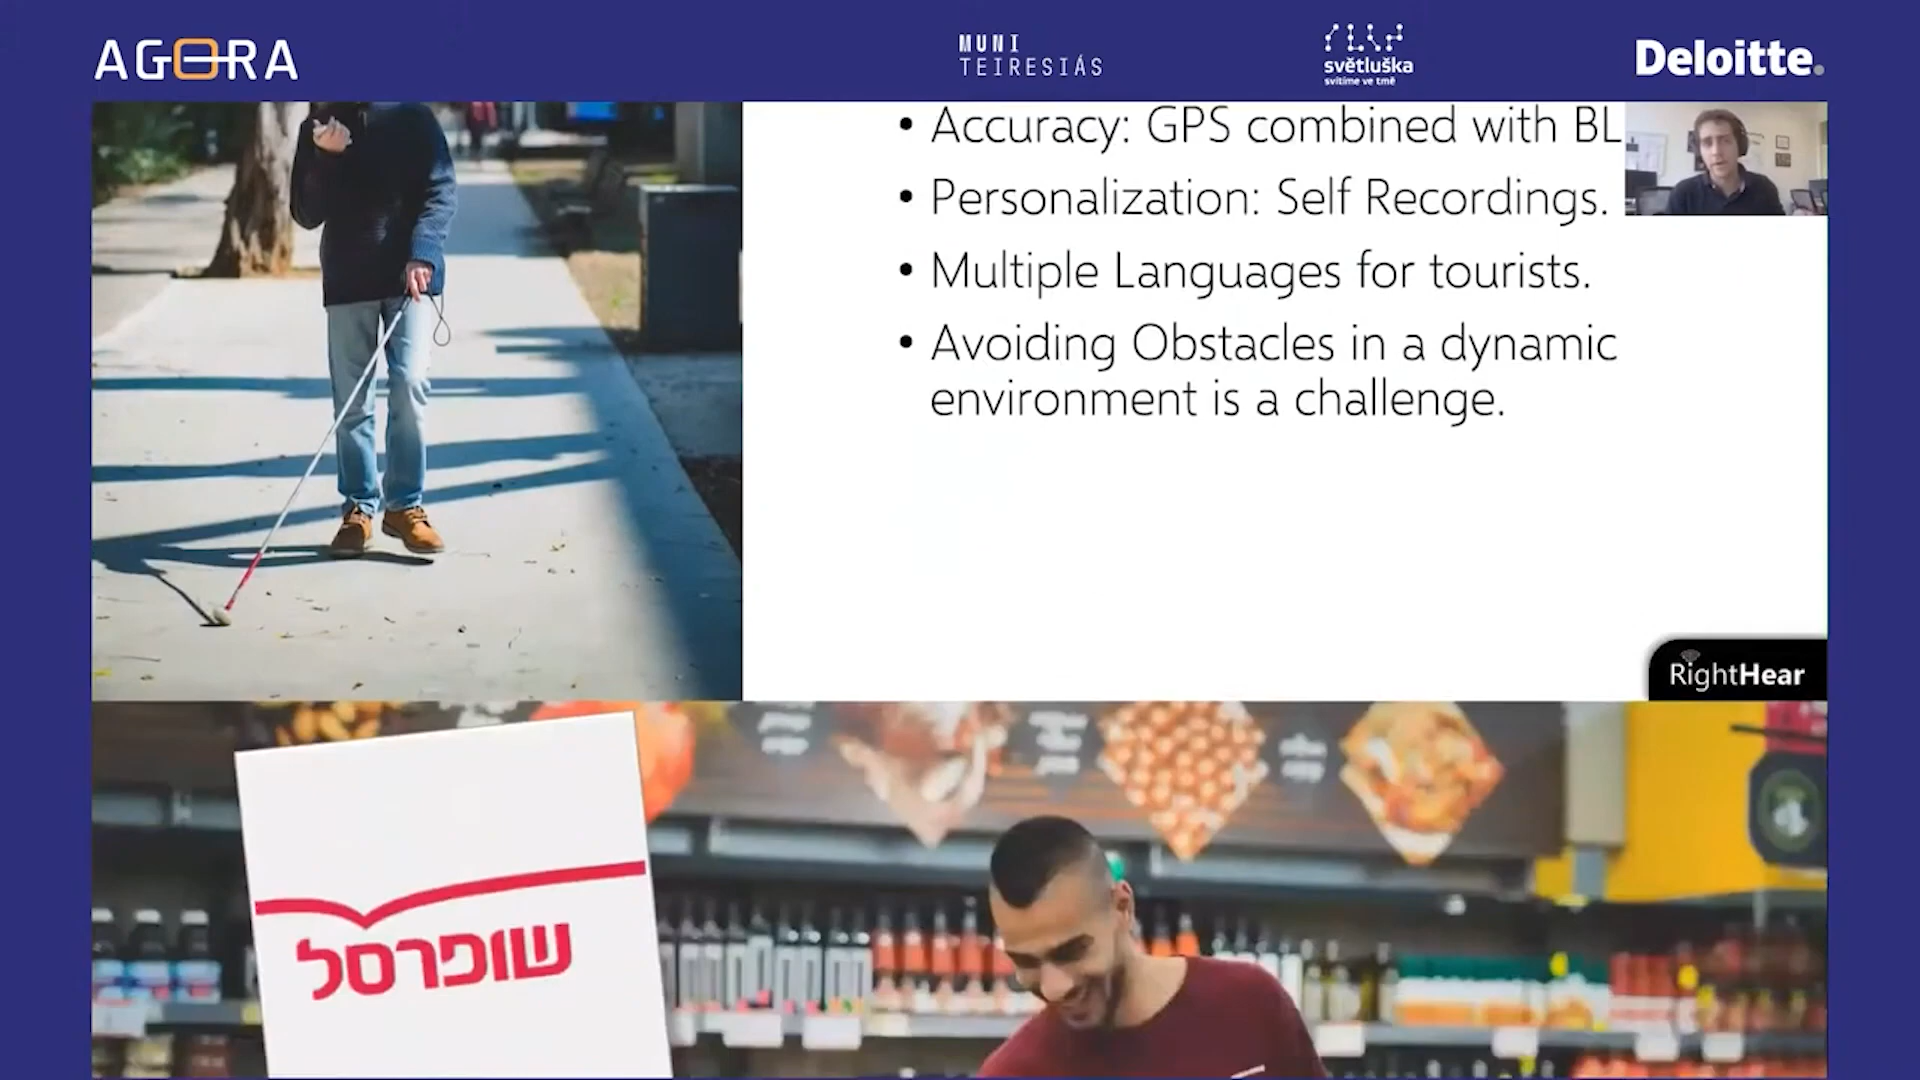 AGORA
MUNI
TEIRESIÁS
světluška
svítíme ve tmě
Deloitte.
• Accuracy: GPS combined with BL
• Personalization: Self Recordings.
• Multiple Languages for tourists.
• Avoiding Obstacles in a dynamic
environment is a challenge.
RightHear
שופרסל